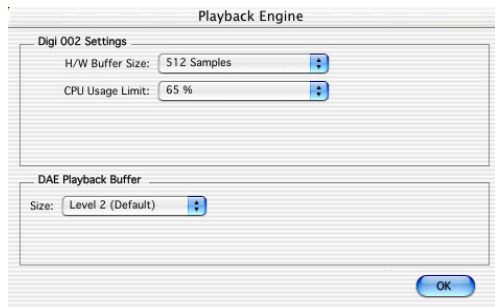 Playback Engine
Digi 002 Settings
H/W Buffer Size: 512 Samples
CPU Usage Limit: 65 %
DAE Playback Buffer
Size: Level 2 (Default)
OK